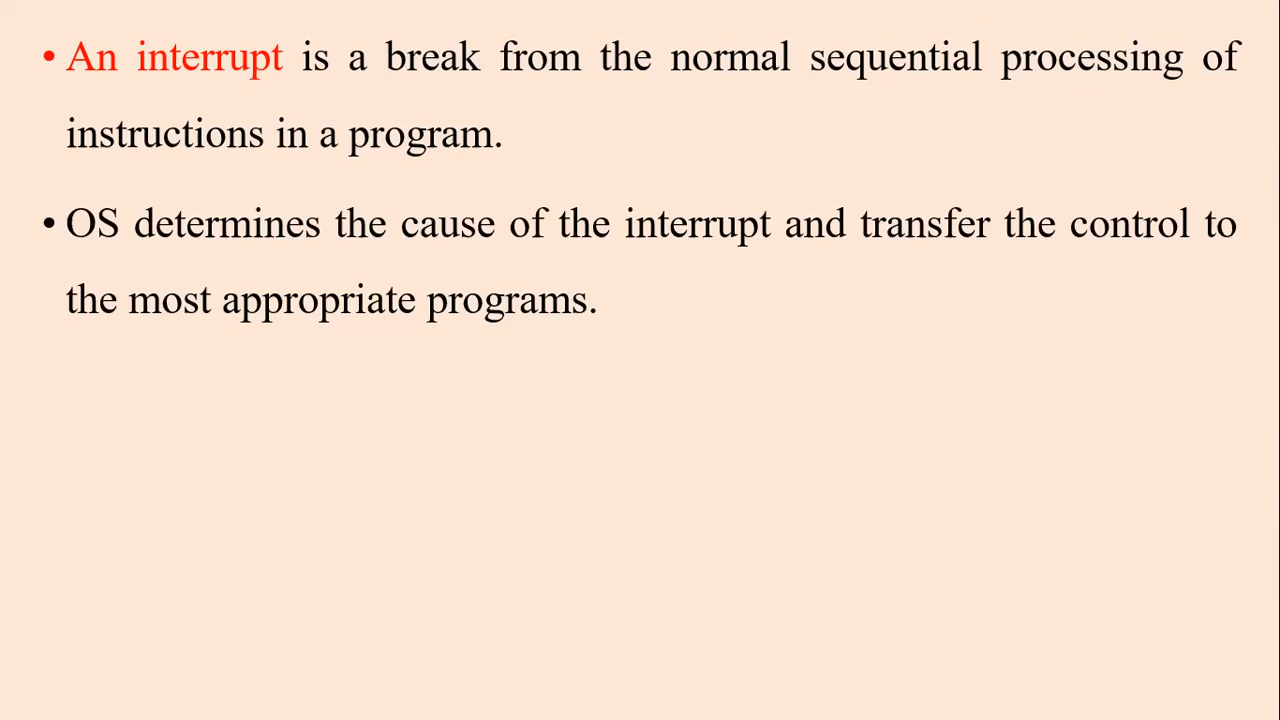 • An interrupt is a break from the normal sequential processing of
instructions in a program.
• OS determines the cause of the interrupt and transfer the control to
the most appropriate programs.